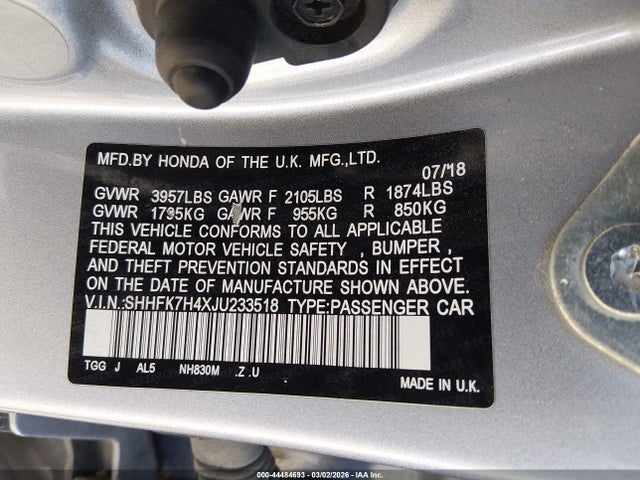 MFD.BY HONDA OF THE U.K. MFG.,LTD.
07/18
GVWR 3957LBS GAWR F 2105LBS R 1874LBS
GVWR 1795KG GAWR F 955KG R 850KG
THIS VEHICLE CONFORMS TO ALL APPLICABLE
FEDERAL MOTOR VEHICLE SAFETY , BUMPER ,
AND THEFT PREVENTION STANDARDS IN EFFECT
ON THE DATE OF MANUFACTURE SHOWN ABOVE.
V.I.N.:SHHFK7H4XJU233518 TYPE:PASSENGER CAR
TGG J AL5 NH830M .Z .U
MADE IN U.K.
000-44484693 | 03/02/2026 | IAA Inc.